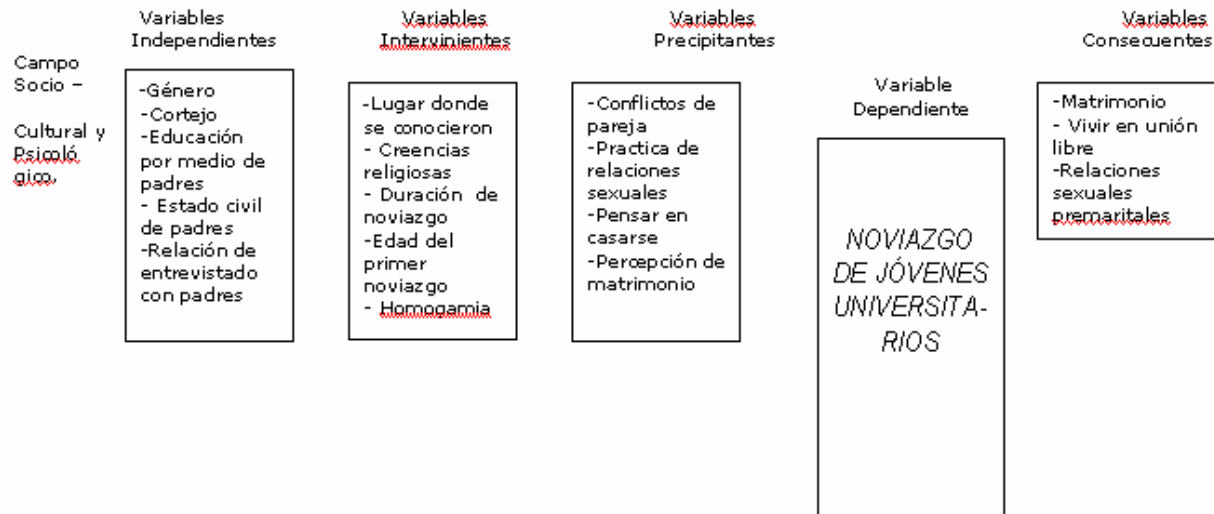 Campo
Socio –
Cultural y
Psicoló
gico,
Variables
Independientes
-Género
-Cortejo
-Educación
por medio de
padres
- Estado civil
de padres
-Relación de
entrevistado
con padres
Variables
Intervinientes
-Lugar donde
se conocieron
- Creencias
religiosas
- Duración de
noviazgo
-Edad del
primer
noviazgo
- Homogamia
Variables
Precipitantes
-Conflictos de
pareja
-Practica de
relaciones
sexuales
-Pensar en
casarse
-Percepción de
matrimonio
Variable
Dependiente
NOVIAZGO
DE JÓVENES
UNIVERSITA-
RIOS
Variables
Consecuentes
-Matrimonio
- Vivir en unión
libre
-Relaciones
sexuales
premaritales